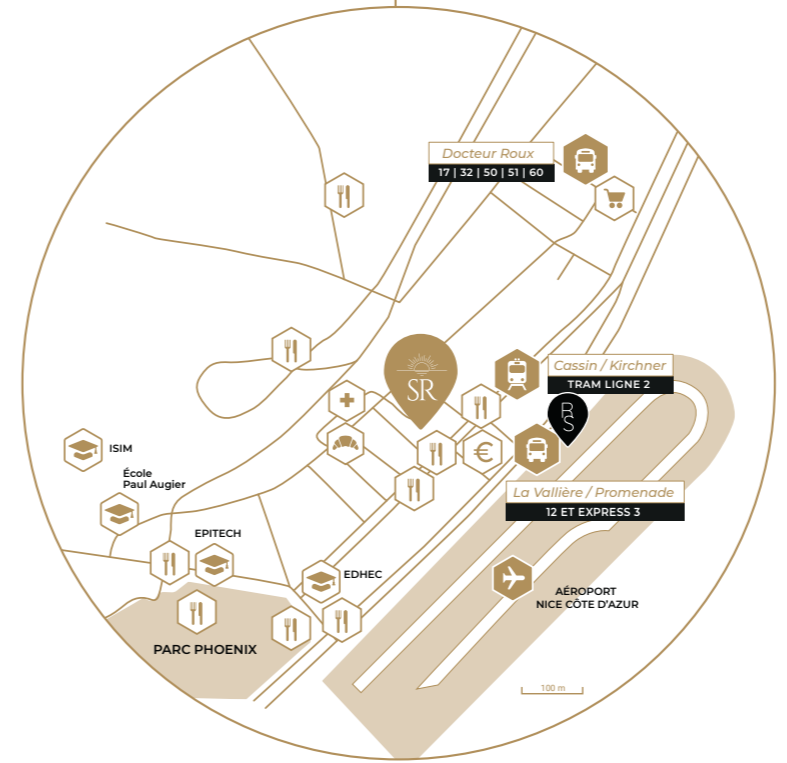 Docteur Roux
17 | 32 | 50 | 51 | 60
SR
Cassin / Kirchner
TRAM LIGNE 2
R
S
€
La Vallière / Promenade
12 ET EXPRESS 3
ISIM
École
Paul Augier
EPITECH
EDHEC
AÉROPORT
NICE CÔTE D'AZUR
PARC PHOENIX
100 m